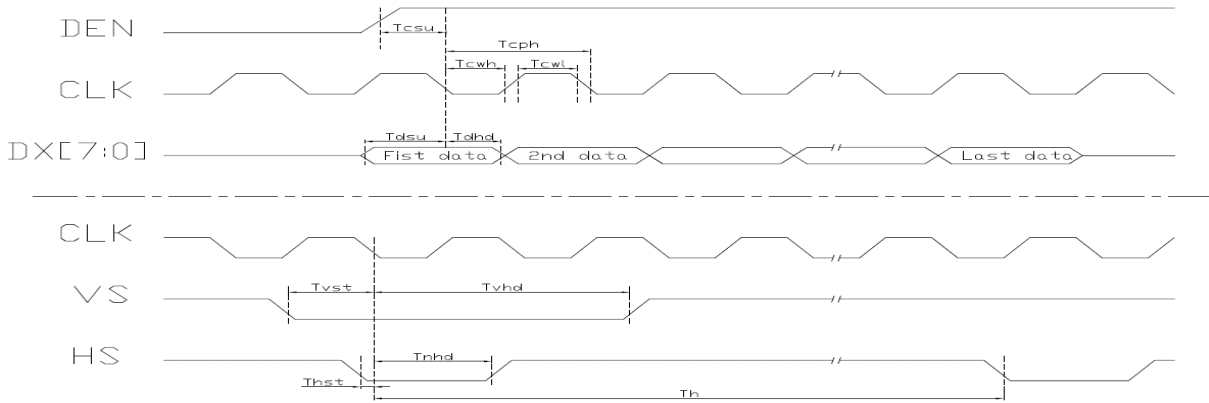 DEN
Tcsu
Tcph
CLK
Tcwh
Tcwl
Tdsu
Tdhd
DX[7:0]
Fist data
2nd data
Last data
CLK
VS
Tvst
Tvhd
HS
Tnhd
Thst
Th